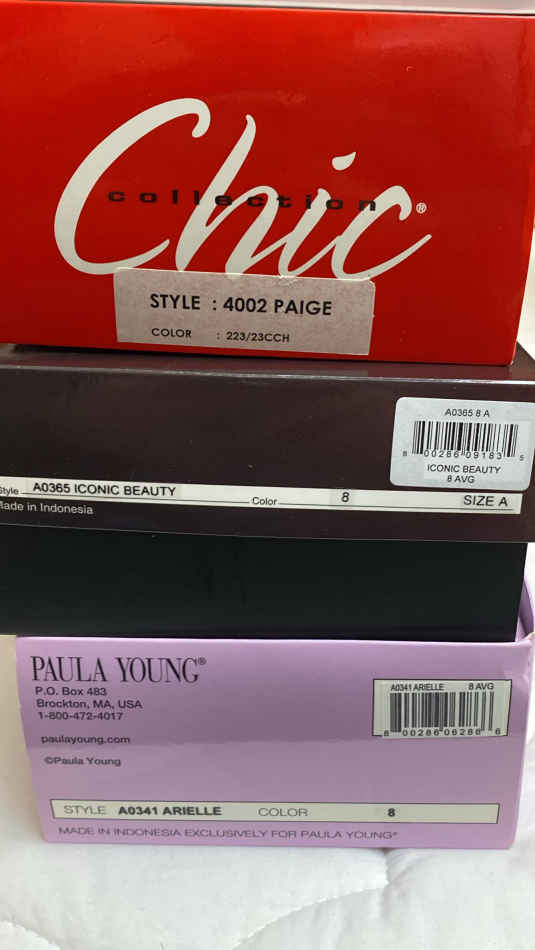 Chic®
collection
STYLE : 4002 PAIGE
COLOR : 223/23CCH
A0365 8 A
8 00286 09183 5
ICONIC BEAUTY
8 AVG
Style A0365 ICONIC BEAUTY Color 8 SIZE A
Made in Indonesia
PAULA YOUNG®
P.O. Box 483
Brockton, MA, USA
1-800-472-4017
paulayoung.com
©Paula Young
A0341 ARIELLE 8 AVG
8 00286 06286 6
STYLE A0341 ARIELLE COLOR 8
MADE IN INDONESIA EXCLUSIVELY FOR PAULA YOUNG®